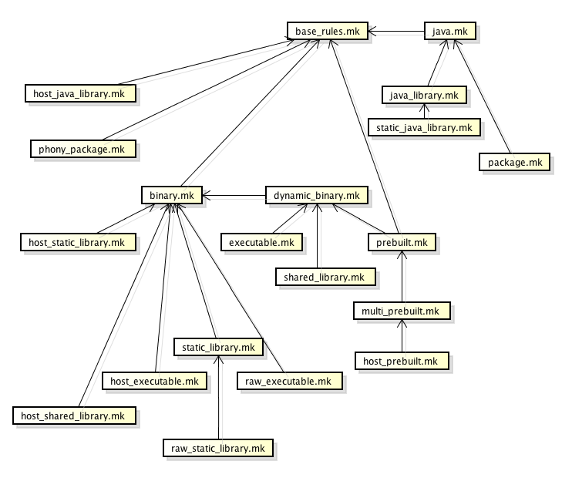 base_rules.mk
java.mk
host_java_library.mk
java_library.mk
static_java_library.mk
phony_package.mk
package.mk
binary.mk
dynamic_binary.mk
host_static_library.mk
executable.mk
prebuilt.mk
shared_library.mk
multi_prebuilt.mk
static_library.mk
host_prebuilt.mk
host_executable.mk
raw_executable.mk
host_shared_library.mk
raw_static_library.mk